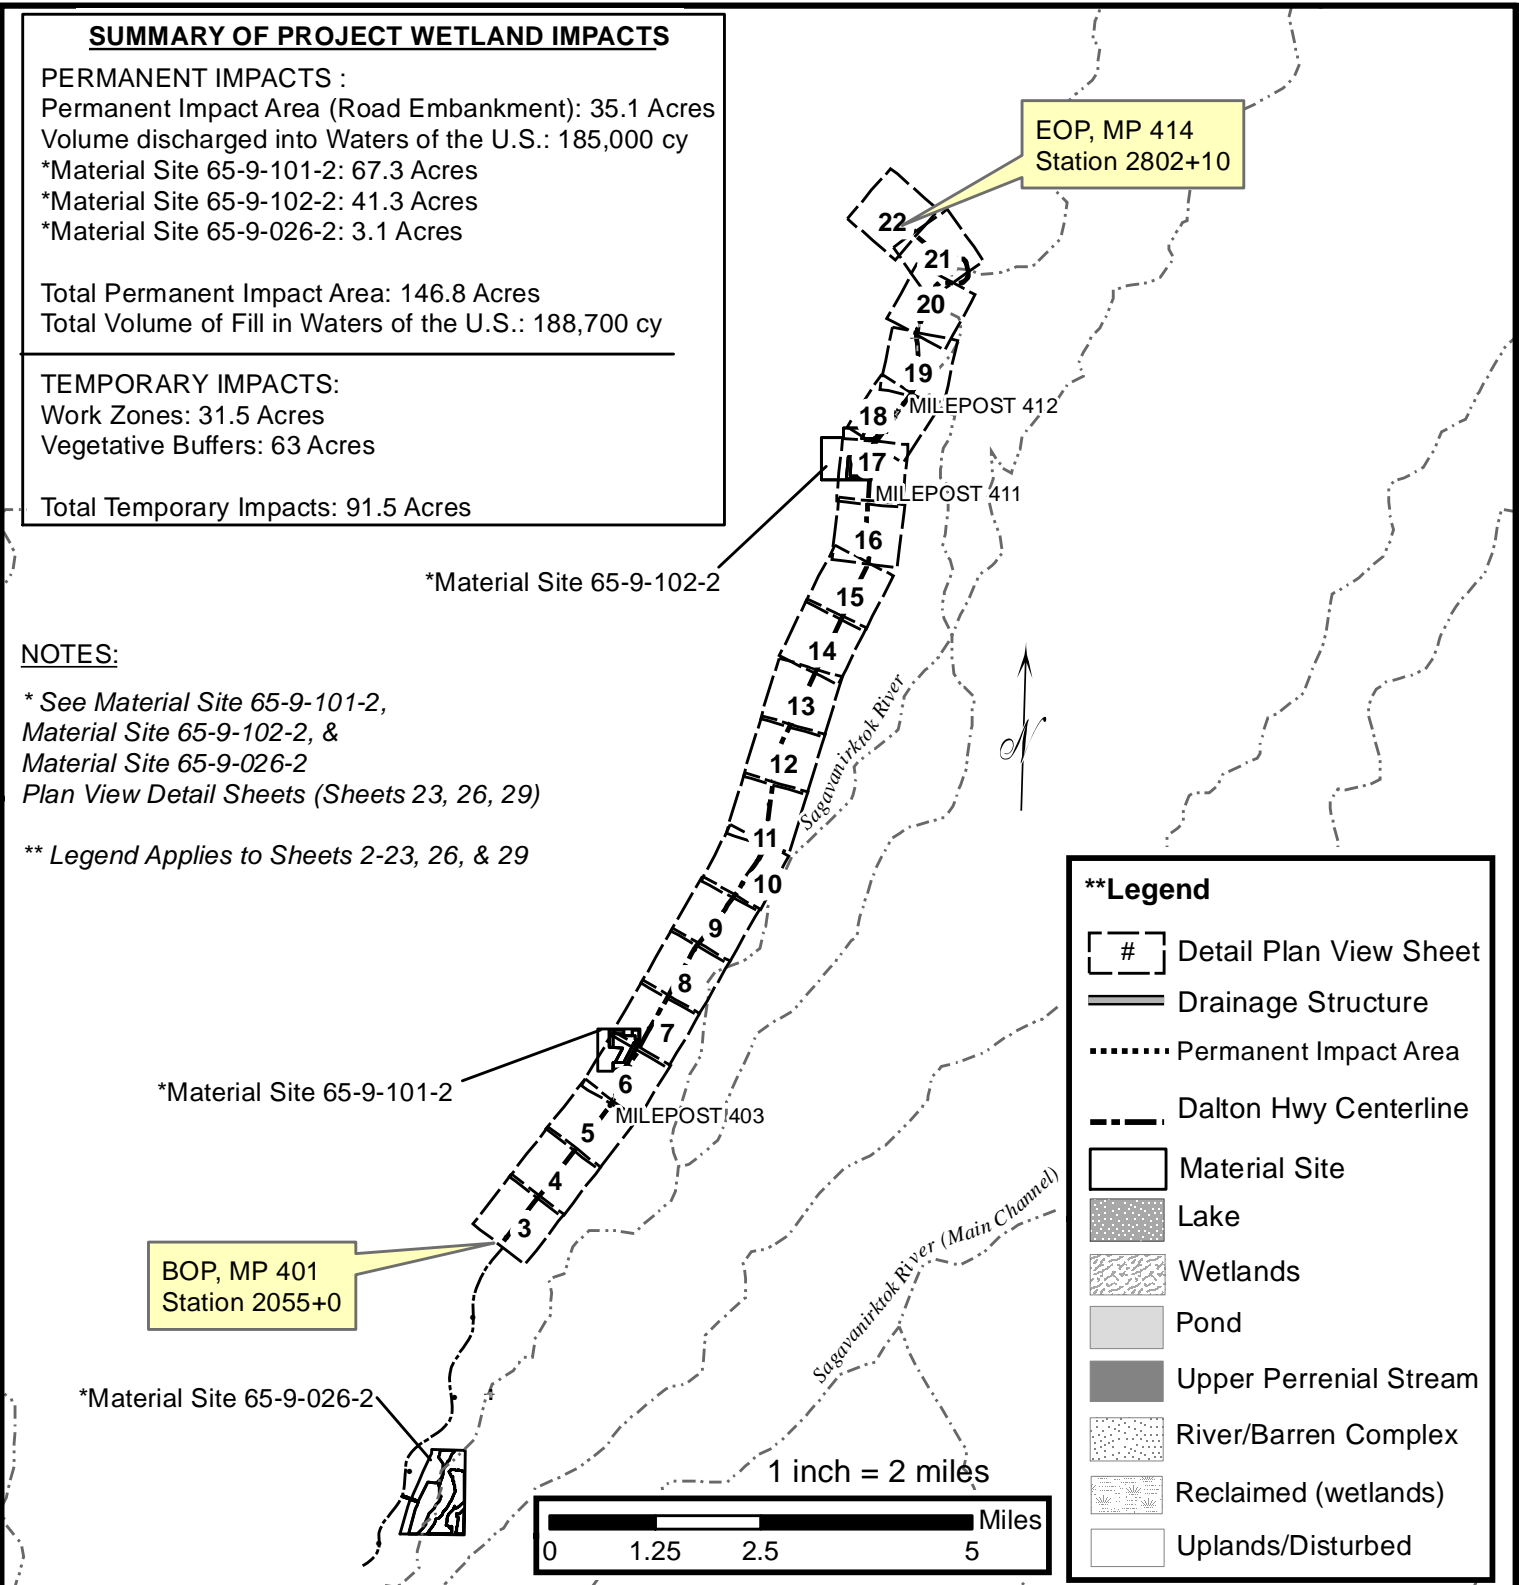 SUMMARY OF PROJECT WETLAND IMPACTS
PERMANENT IMPACTS :
Permanent Impact Area (Road Embankment): 35.1 Acres
Volume discharged into Waters of the U.S.: 185,000 cy
*Material Site 65-9-101-2: 67.3 Acres
*Material Site 65-9-102-2: 41.3 Acres
*Material Site 65-9-026-2: 3.1 Acres
Total Permanent Impact Area: 146.8 Acres
Total Volume of Fill in Waters of the U.S.: 188,700 cy
TEMPORARY IMPACTS:
Work Zones: 31.5 Acres
Vegetative Buffers: 63 Acres
Total Temporary Impacts: 91.5 Acres
EOP, MP 414
Station 2802+10
22
21
20
19
MILEPOST 412
18
17
MILEPOST 411
16
*Material Site 65-9-102-2
15
14
13
12
11
10
9
8
7
6
5
4
3
Sagavanirktok River
N
NOTES:
* See Material Site 65-9-101-2,
Material Site 65-9-102-2, &
Material Site 65-9-026-2
Plan View Detail Sheets (Sheets 23, 26, 29)
** Legend Applies to Sheets 2-23, 26, & 29
*Material Site 65-9-101-2
MILEPOST 403
BOP, MP 401
Station 2055+0
*Material Site 65-9-026-2
Sagavanirktok River (Main Channel)
1 inch = 2 miles
Miles
0 1.25 2.5 5
**Legend
# Detail Plan View Sheet
Drainage Structure
Permanent Impact Area
Dalton Hwy Centerline
Material Site
Lake
Wetlands
Pond
Upper Perrenial Stream
River/Barren Complex
Reclaimed (wetlands)
Uplands/Disturbed